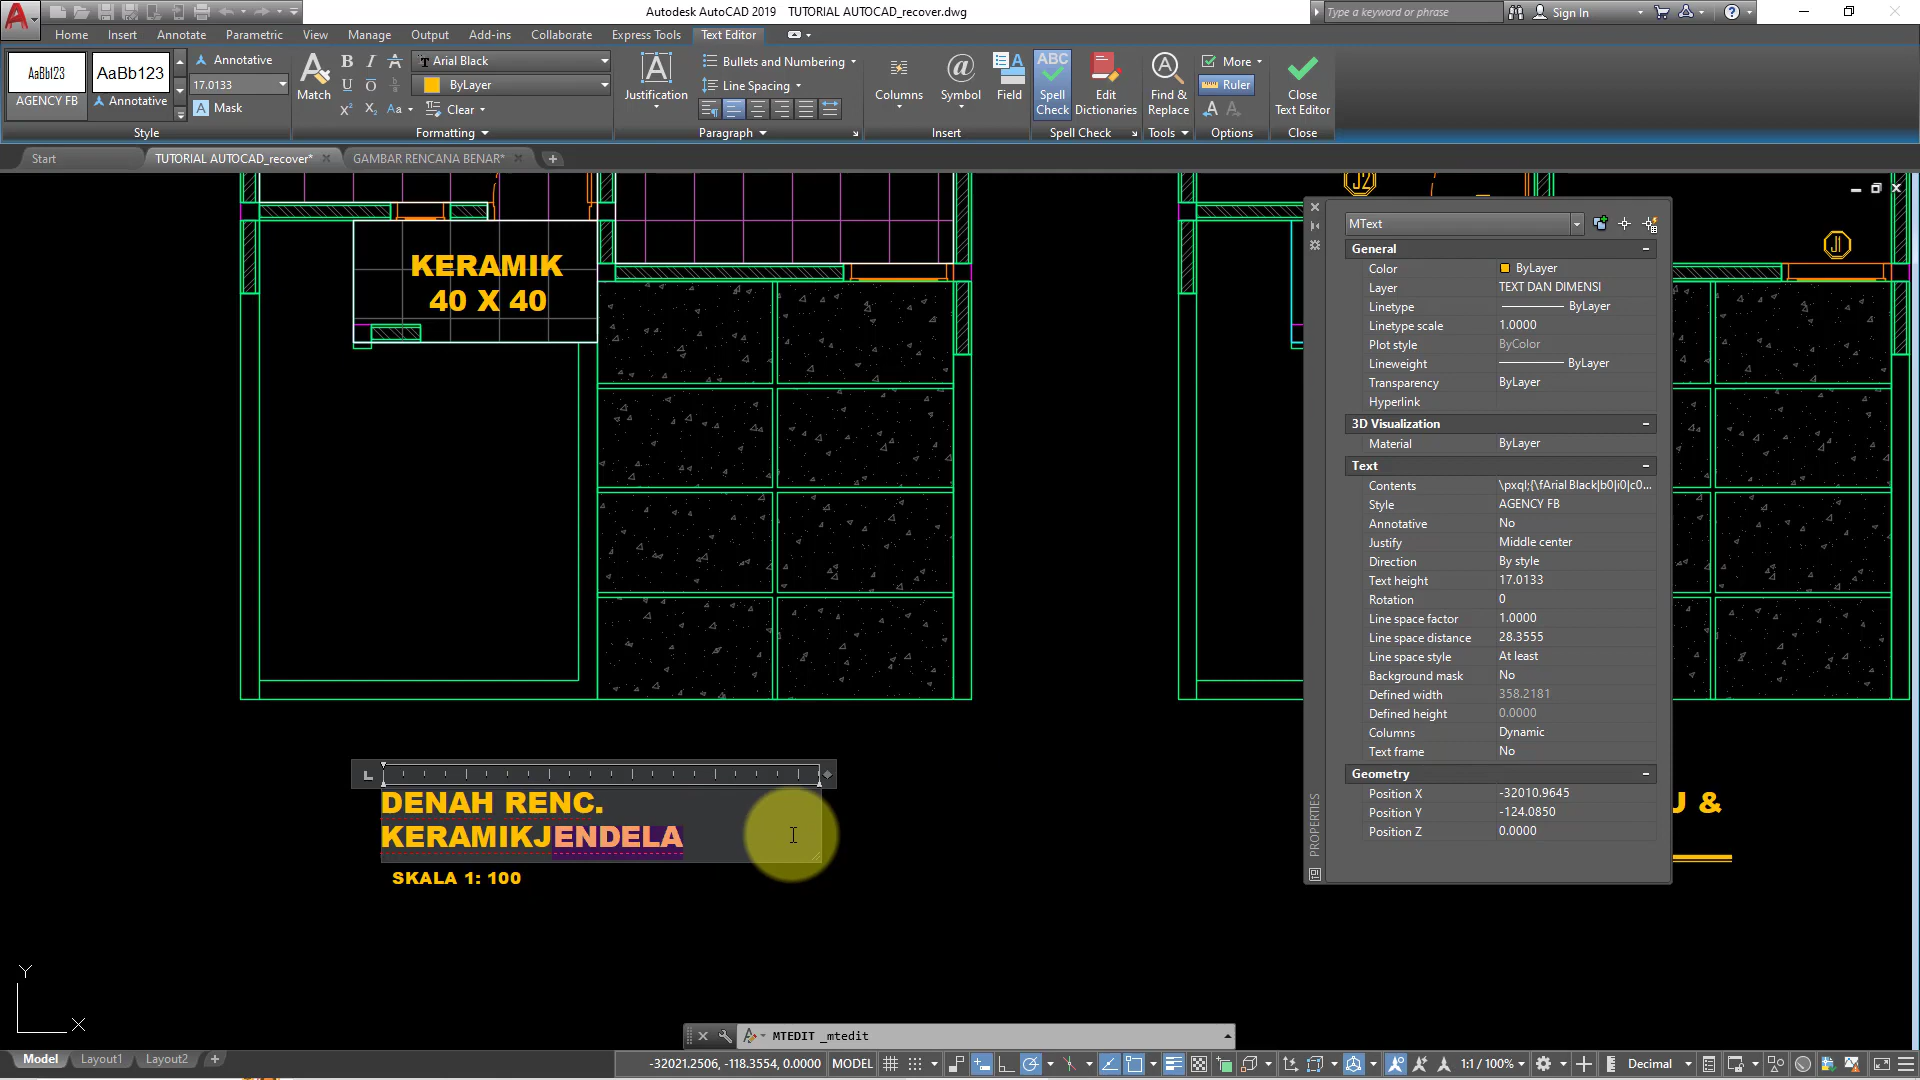 Autodesk AutoCAD 2019 TUTORIAL AUTOCAD_recover.dwg
Type a keyword or phrase
Sign In
Home Insert Annotate Parametric View Manage Output Add-ins Collaborate Express Tools Text Editor
AaBb123 AGENCY FB
AaBb123 Annotative
Annotative
17.0133
Mask
Style
Match
Arial Black
ByLayer
Clear
Formatting
Justification
Bullets and Numbering
Line Spacing
Paragraph
Columns
Symbol
Field
Insert
ABC
Spell Check
Edit Dictionaries
Spell Check
Find & Replace
Tools
More
Ruler
Options
Close Text Editor
Close
Start
TUTORIAL AUTOCAD_recover*
GAMBAR RENCANA BENAR*
KERAMIK
40 X 40
J2
J1
MText
General
Color ByLayer
Layer TEXT DAN DIMENSI
Linetype ByLayer
Linetype scale 1.0000
Plot style ByColor
Lineweight ByLayer
Transparency ByLayer
Hyperlink
3D Visualization
Material ByLayer
Text
Contents \pxql;{\fArial Black|b0|i0|c0...
Style AGENCY FB
Annotative No
Justify Middle center
Direction By style
Text height 17.0133
Rotation 0
Line space factor 1.0000
Line space distance 28.3555
Line space style At least
Background mask No
Defined width 358.2181
Defined height 0.0000
Columns Dynamic
Text frame No
Geometry
Position X -32010.9645
Position Y -124.0850
Position Z 0.0000
PROPERTIES
DENAH RENC.
KERAMIKJENDELA
SKALA 1: 100
&
Y
X
MTEDIT _mtedit
Model Layout1 Layout2
-32021.2506, -118.3554, 0.0000 MODEL 1:1 / 100% Decimal